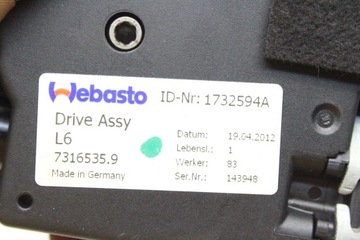 Webasto ID-Nr: 1732594A
Drive Assy
L6
7316535.9
Made in Germany
Datum: 19.04.2012
Lebensl.: 1
Werker: 83
Ser.Nr.: 143948